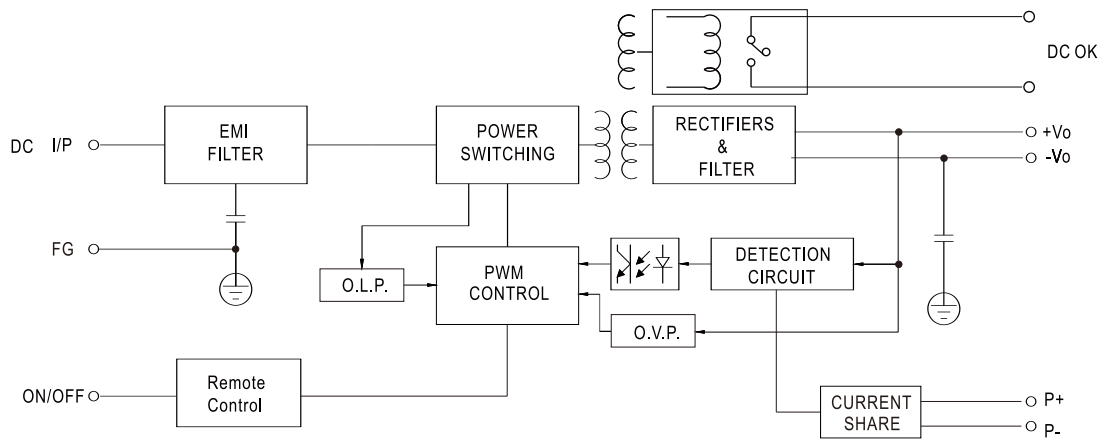 DC OK
DC I/P
EMI
FILTER
POWER
SWITCHING
RECTIFIERS
&
FILTER
+Vo
-Vo
FG
O.L.P.
PWM
CONTROL
DETECTION
CIRCUIT
O.V.P.
ON/OFF
Remote
Control
CURRENT
SHARE
P+
P-